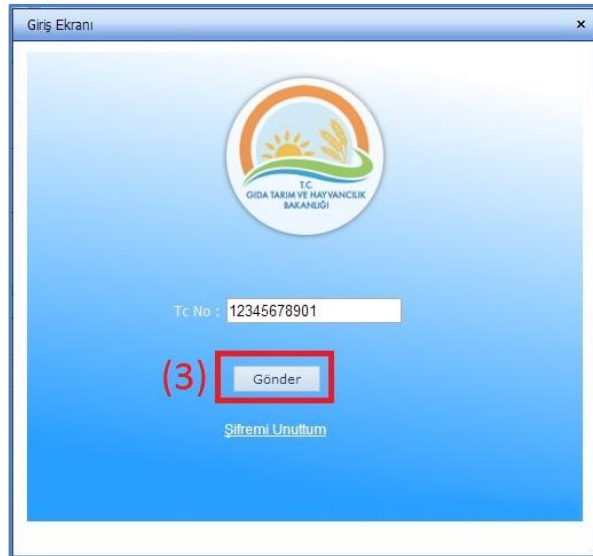 Giriş Ekranı
T.C.
GIDA TARIM VE HAYVANCILIK
BAKANLIĞI
Tc No : 12345678901
(3) Gönder
Şifremi Unuttum